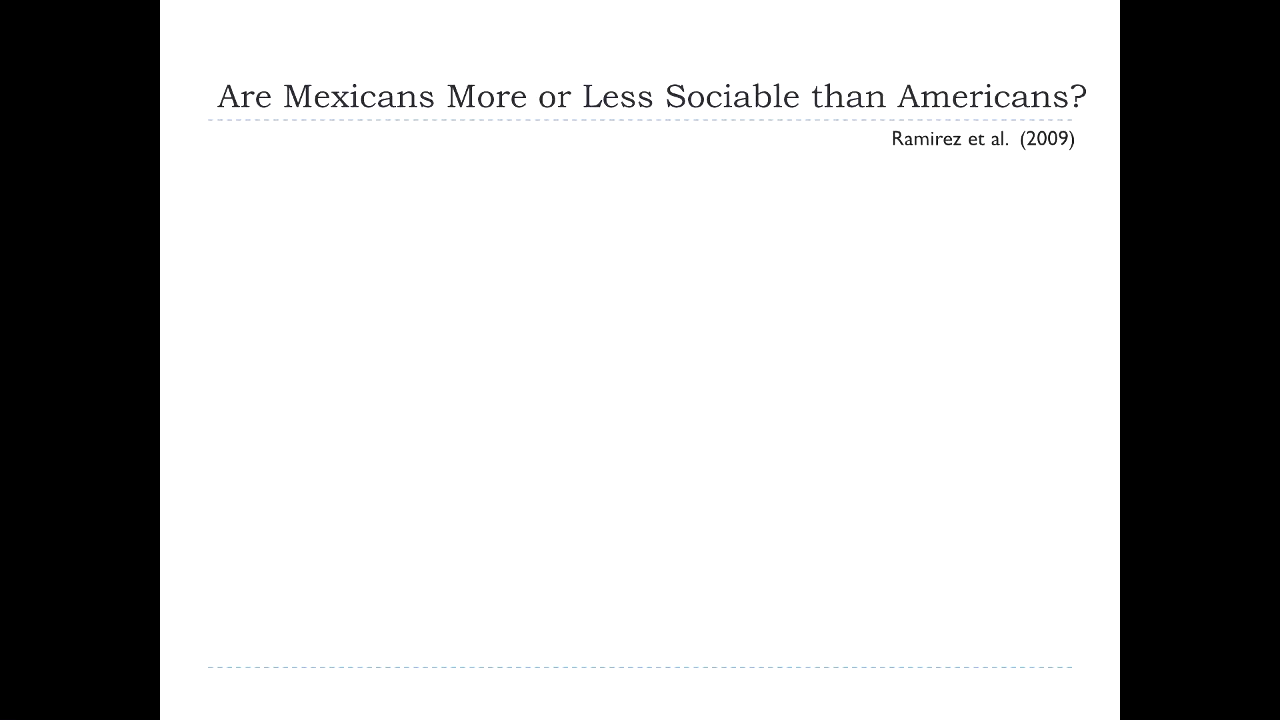 Are Mexicans More or Less Sociable than Americans?
Ramirez et al. (2009)